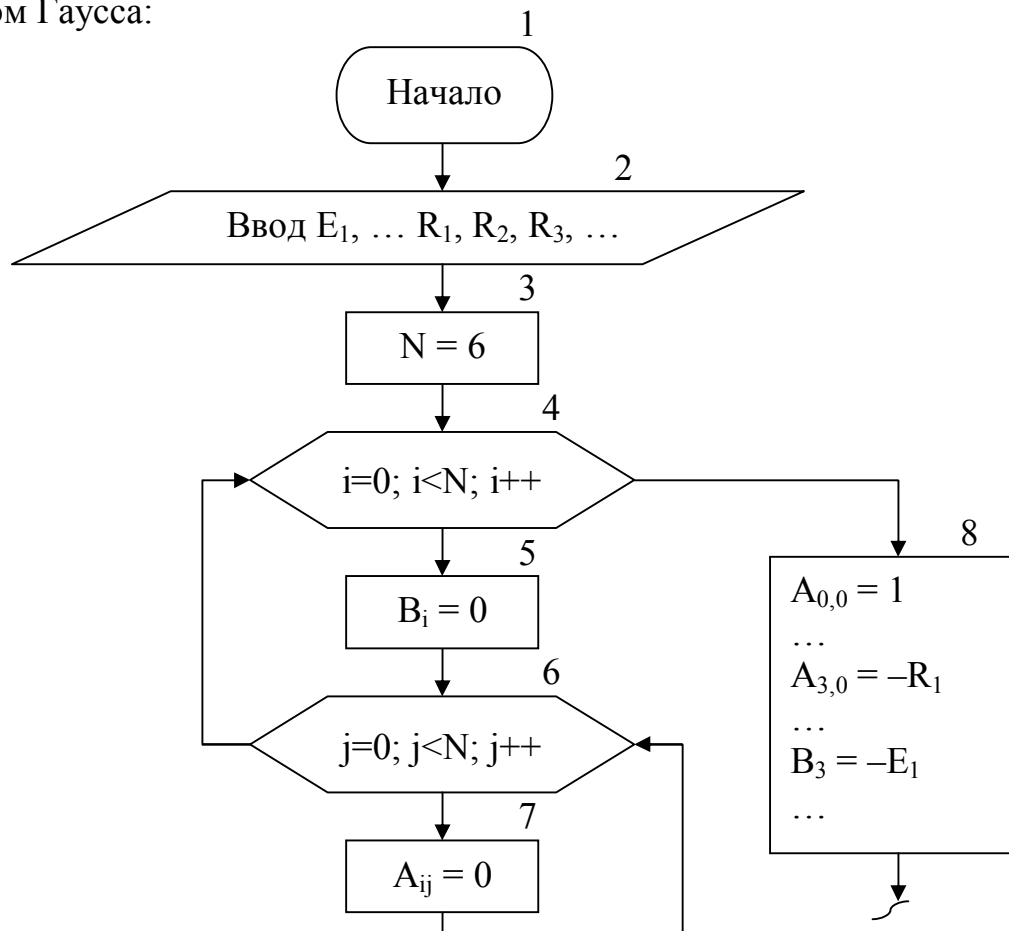 ом Гаусса:
1
Начало
2
Ввод E₁, … R₁, R₂, R₃, …
3
N = 6
4
i=0; i<N; i++
5
Bᵢ = 0
6
j=0; j<N; j++
7
Aᵢⱼ = 0
8
A₀,₀ = 1
…
A₃,₀ = –R₁
…
B₃ = –E₁
…